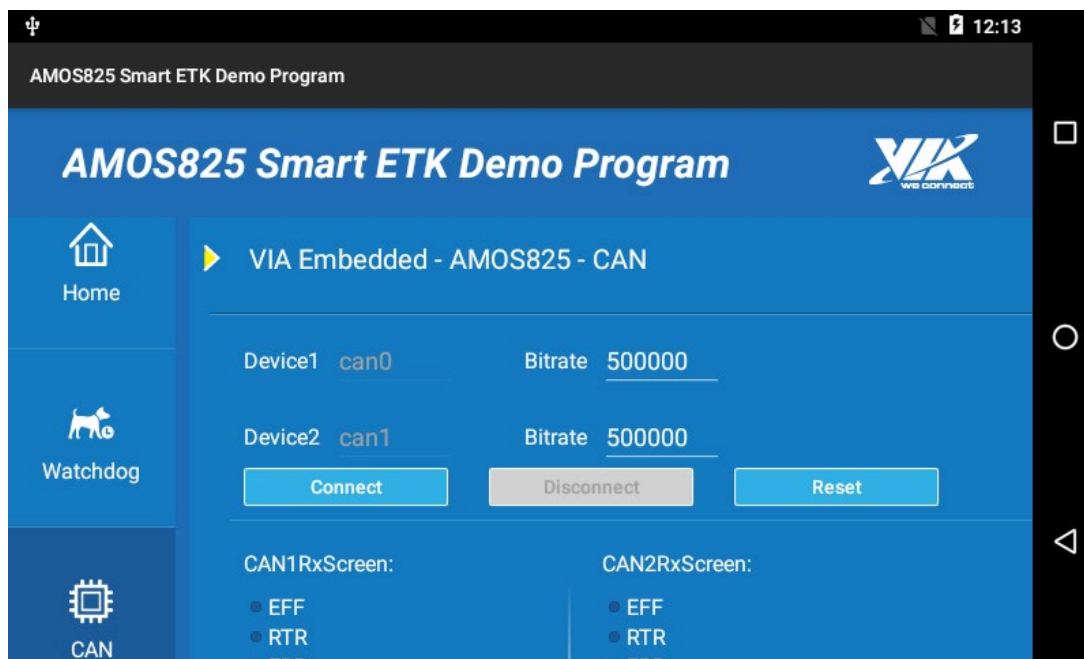 12:13
AMOS825 Smart ETK Demo Program
AMOS825 Smart ETK Demo Program
VIA
we connect
Home
VIA Embedded - AMOS825 - CAN
Device1 can0 Bitrate 500000
Watchdog
Device2 can1 Bitrate 500000
Connect Disconnect Reset
CAN
CAN1RxScreen: CAN2RxScreen:
EFF EFF
RTR RTR